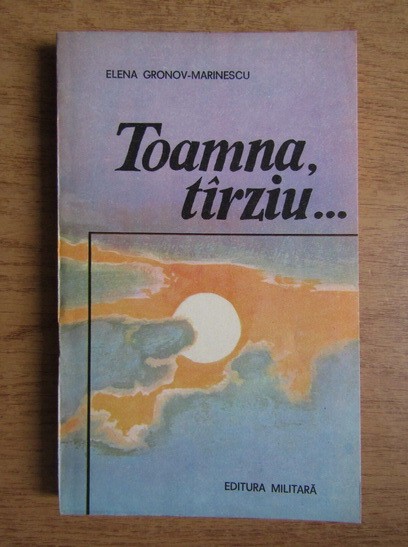 ELENA GRONOV-MARINESCU
Toamna,
tîrziu...
EDITURA MILITARĂ